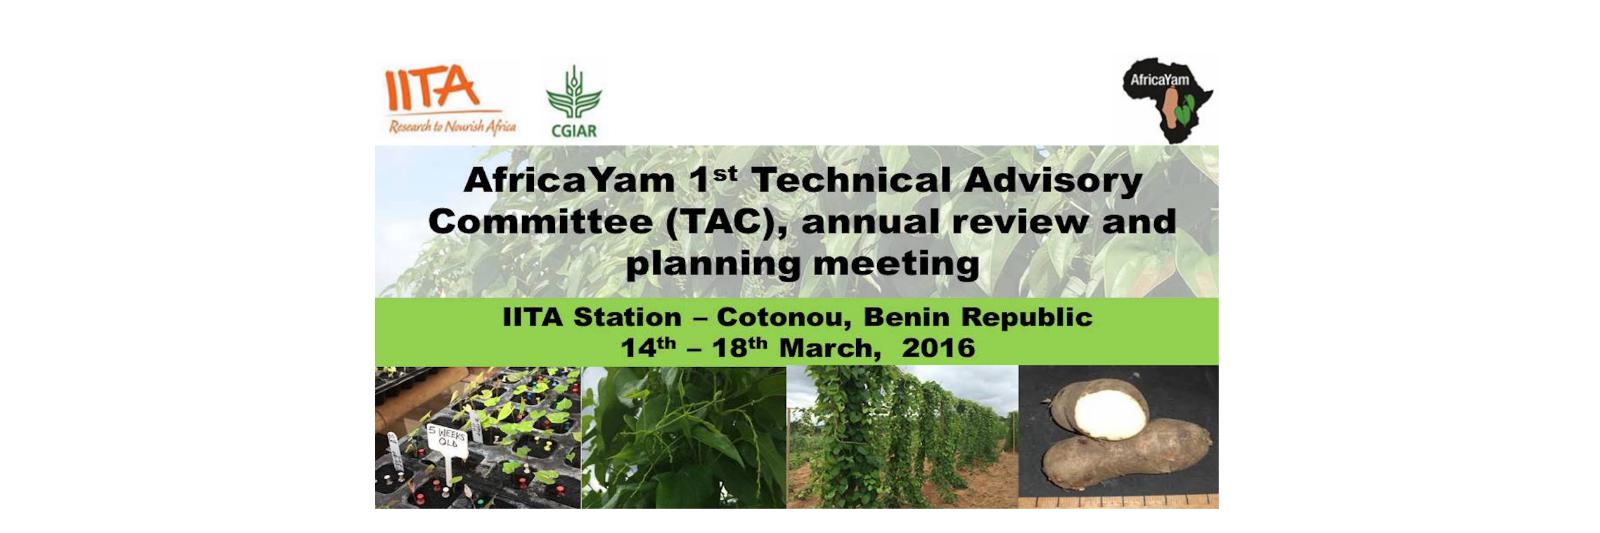 IITA
Research to Nourish Africa
CGIAR
AfricaYam
AfricaYam 1st Technical Advisory
Committee (TAC), annual review and
planning meeting
IITA Station – Cotonou, Benin Republic
14th – 18th March, 2016
5 WEEKS
OLD